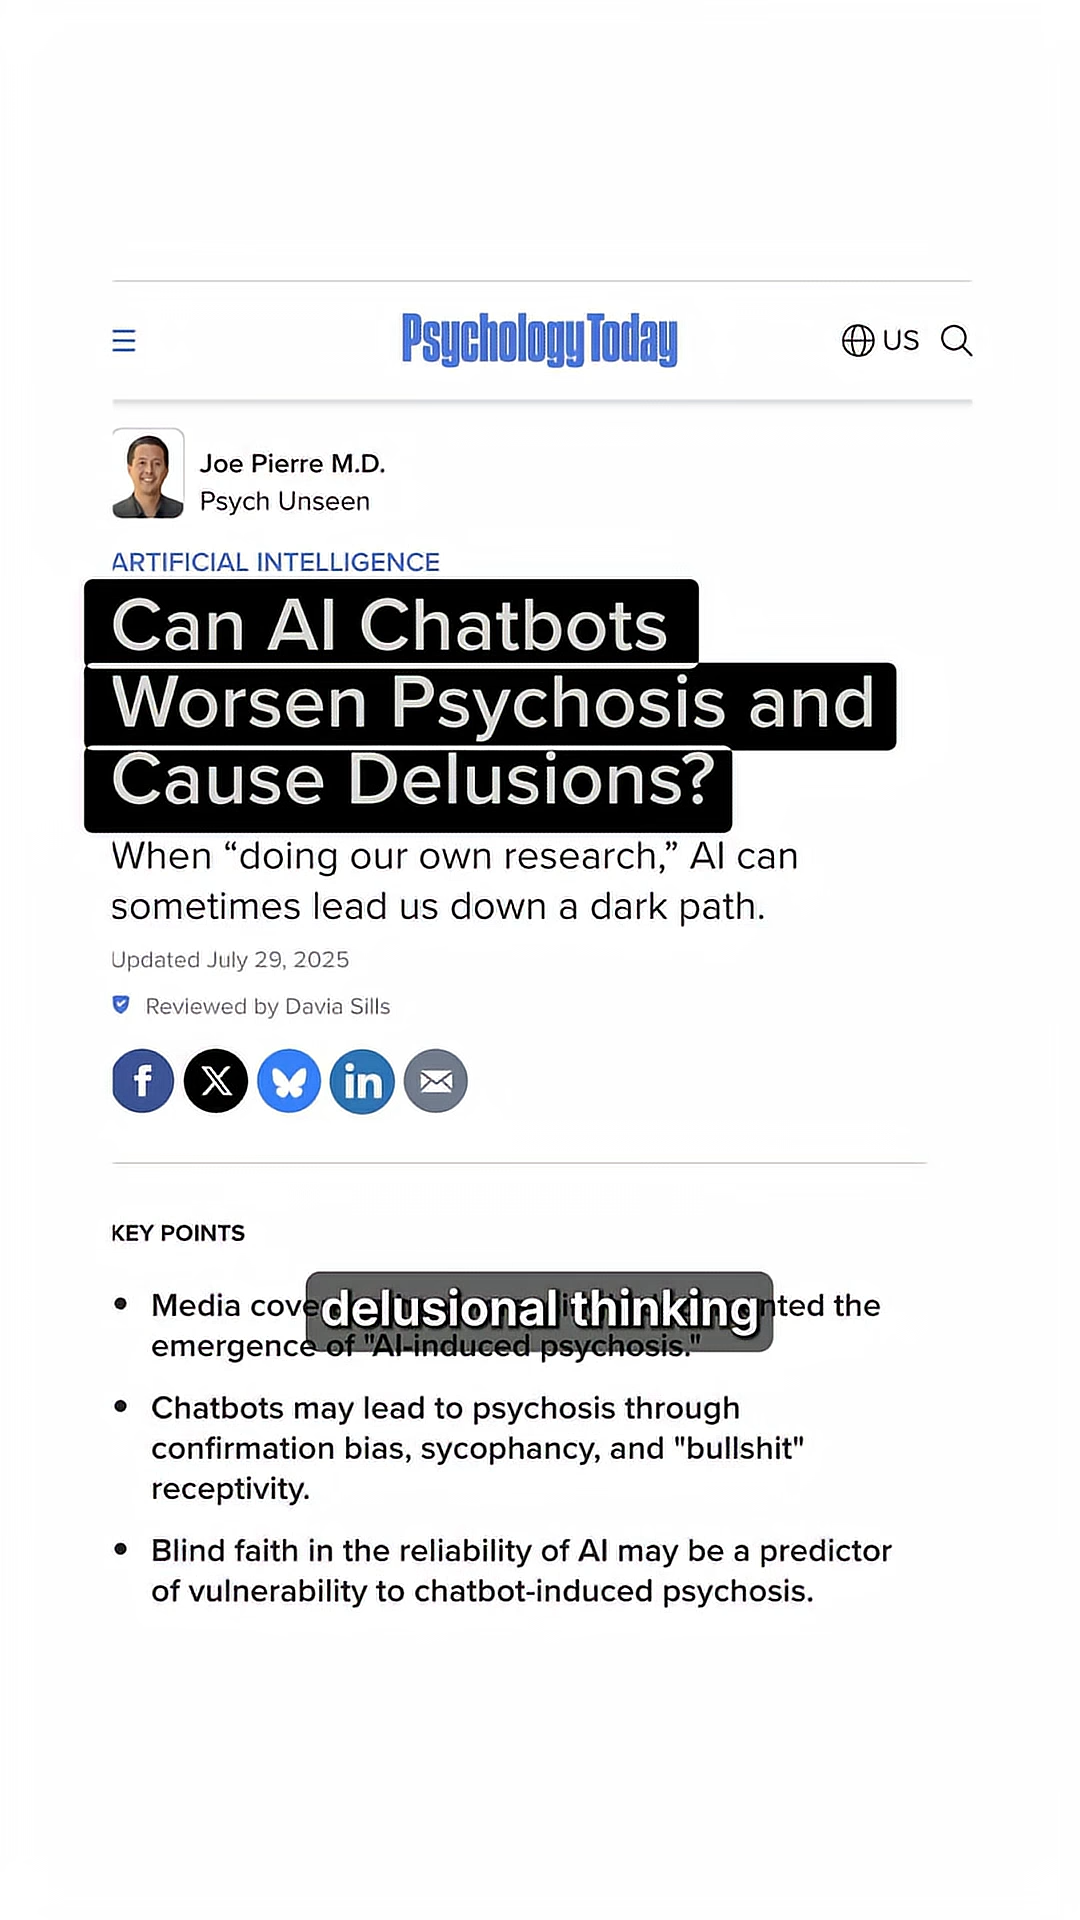 Psychology Today
US
Joe Pierre M.D.
Psych Unseen
ARTIFICIAL INTELLIGENCE
Can AI Chatbots
Worsen Psychosis and
Cause Delusions?
When “doing our own research,” AI can
sometimes lead us down a dark path.
Updated July 29, 2025
Reviewed by Davia Sills
f X in
KEY POINTS
Media the
delusional thinking
emergence of "AI-induced psychosis."
Chatbots may lead to psychosis through
confirmation bias, sycophancy, and "bullshit"
receptivity.
Blind faith in the reliability of AI may be a predictor
of vulnerability to chatbot-induced psychosis.